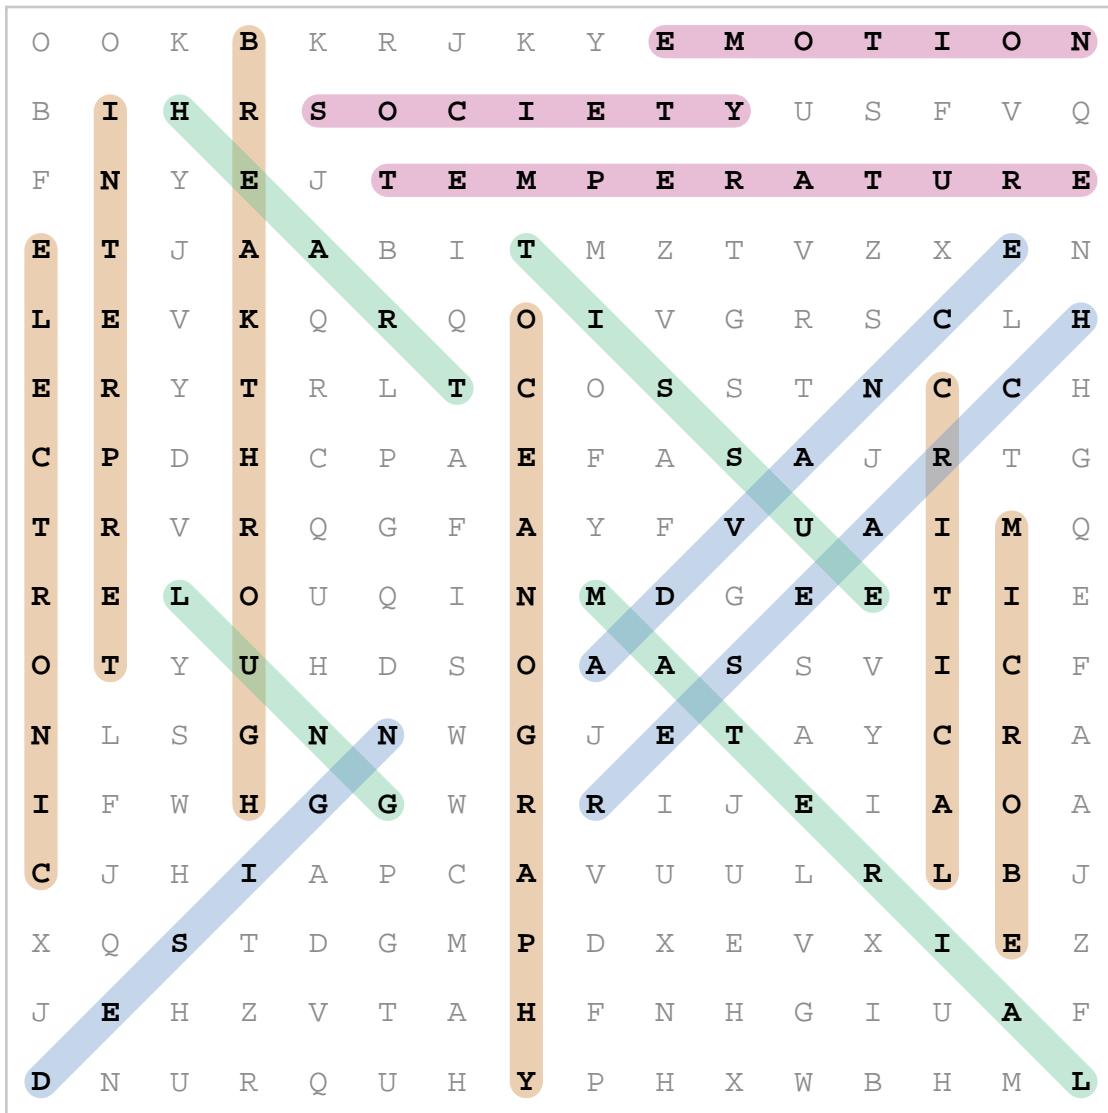 O O K B K R J K Y E M O T I O N
B I H R S O C I E T Y U S F V Q
F N Y E J T E M P E R A T U R E
E T J A A B I T M Z T V Z X E N
L E V K Q R Q O I V G R S C L H
E R Y T R L T C O S S T N C C H
C P D H C P A E F A S A J R T G
T R V R Q G F A Y F V U A I M Q
R E L O U Q I N M D G E E T I E
O T Y U H D S O A A S S V I C F
N L S G N N W G J E T A Y C R A
I F W H G G W R R I J E I A O A
C J H I A P C A V U U L R L B J
X Q S T D G M P D X E V X I E Z
J E H Z V T A H F N H G I U A F
D N U R Q U H Y P H X W B H M L